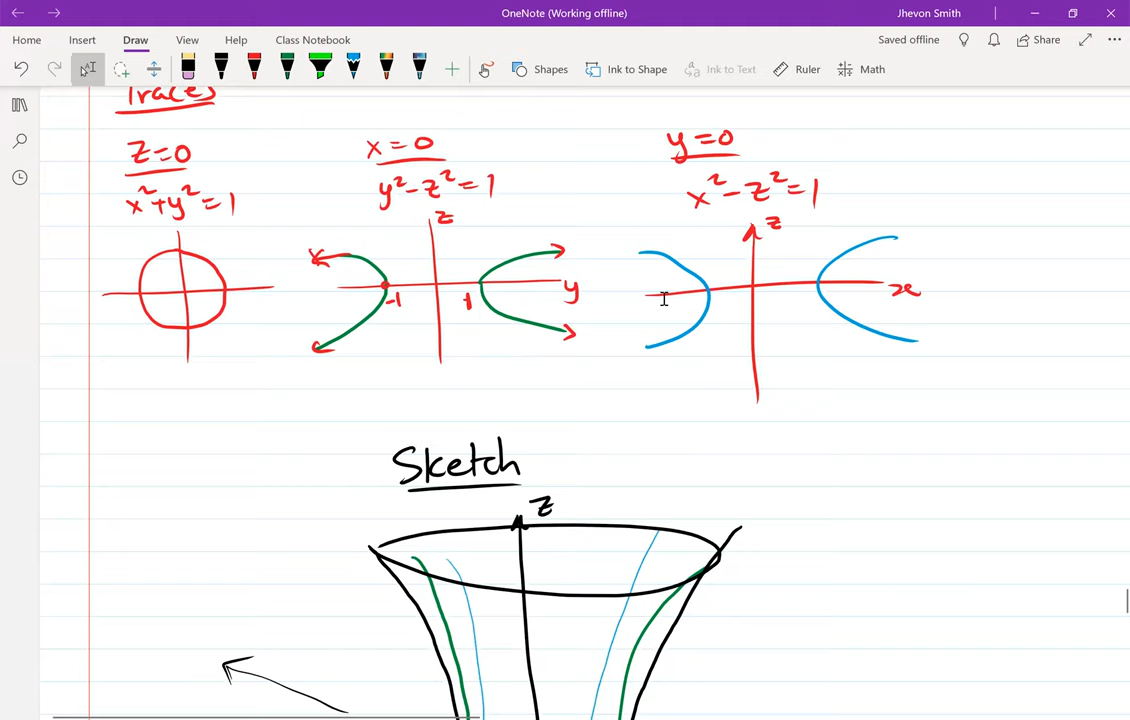 OneNote (Working offline)
Jhevon Smith
Home Insert Draw View Help Class Notebook
Saved offline
Share
Shapes
Ink to Shape
Ink to Text
Ruler
Math
Traces
z=0
x²+y²=1
x=0
y²-z²=1
z
y
-1
1
y=0
x²-z²=1
z
x
Sketch
z